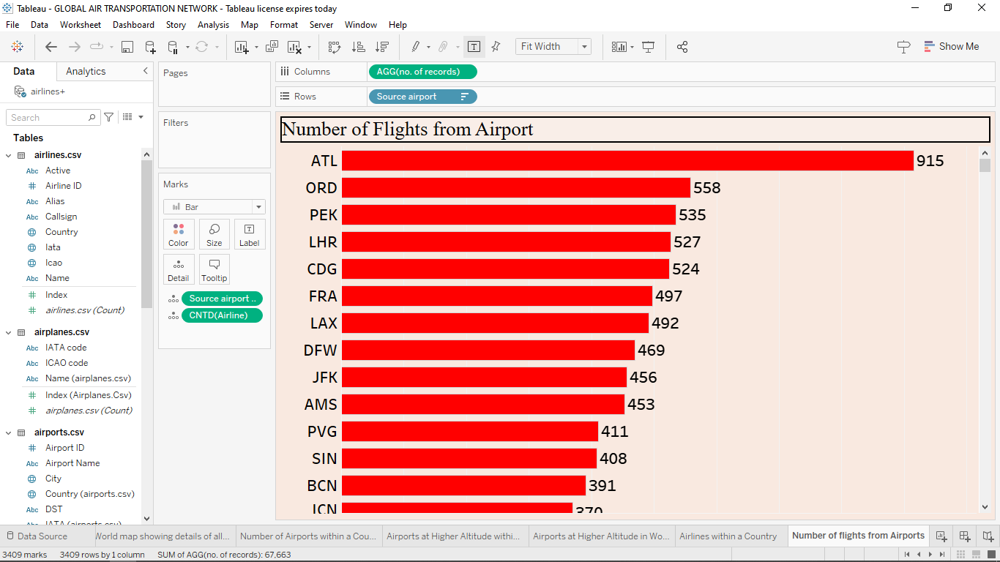 Tableau - GLOBAL AIR TRANSPORTATION NETWORK - Tableau license expires today
File Data Worksheet Dashboard Story Analysis Map Format Server Window Help
Fit Width
Show Me
Data Analytics
airlines+
Search
Tables
airlines.csv
Abc Active
# Airline ID
Abc Alias
Abc Callsign
Country
Iata
Icao
Abc Name
# Index
# airlines.csv (Count)
airplanes.csv
Abc IATA code
Abc ICAO code
Abc Name (airplanes.csv)
# Index (Airplanes.Csv)
# airplanes.csv (Count)
airports.csv
# Airport ID
Abc Airport Name
City
Country (airports.csv)
Abc DST
Abc IATA (airports.csv)
Pages
Filters
Marks
Bar
Color Size Label
Detail Tooltip
Source airport ..
CNTD(Airline)
Columns AGG(no. of records)
Rows Source airport
Number of Flights from Airport
ATL 915
ORD 558
PEK 535
LHR 527
CDG 524
FRA 497
LAX 492
DFW 469
JFK 456
AMS 453
PVG 411
SIN 408
BCN 391
ICN 370
Data Source World map showing details of all... Number of Airports within a Cou... Airports at Higher Altitude withi... Airports at Higher Altitude in Wo... Airlines within a Country Number of flights from Airports
3409 marks 3409 rows by 1 column SUM of AGG(no. of records): 67,663